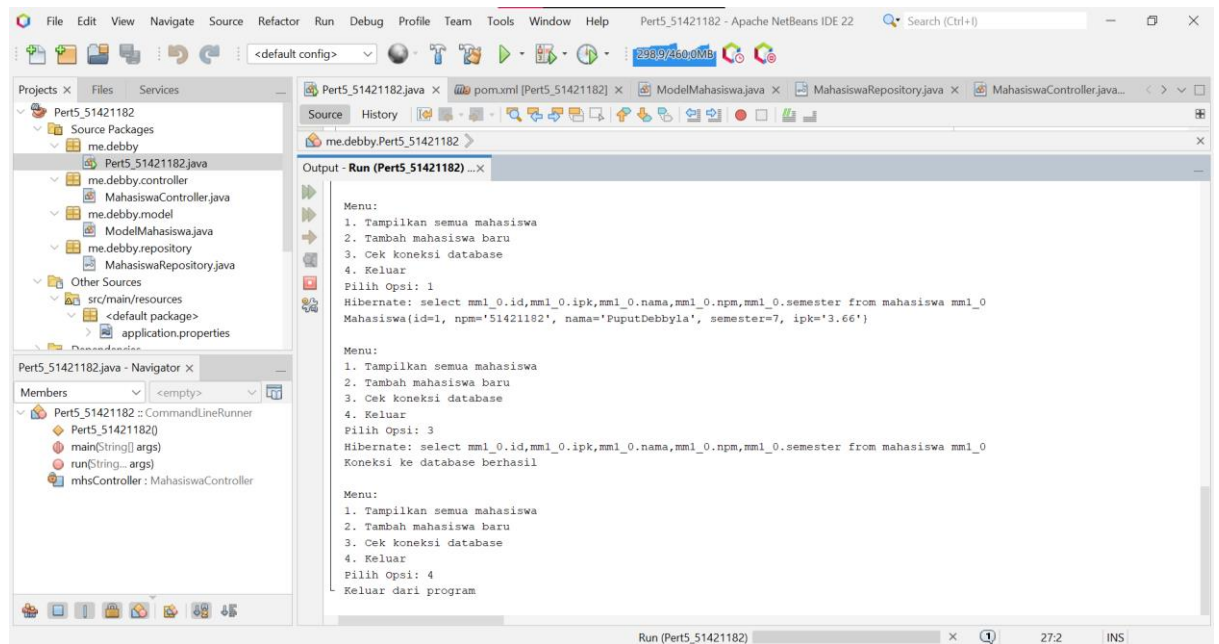 File Edit View Navigate Source Refactor Run Debug Profile Team Tools Window Help Pert5_51421182 - Apache NetBeans IDE 22 Search (Ctrl+I)
<default config> 298,9/460,0MB
Projects Files Services
Pert5_51421182
Source Packages
me.debby
Pert5_51421182.java
me.debby.controller
MahasiswaController.java
me.debby.model
ModelMahasiswa.java
me.debby.repository
MahasiswaRepository.java
Other Sources
src/main/resources
<default package>
application.properties
Dependencies
Pert5_51421182.java - Navigator
Members <empty>
Pert5_51421182 :: CommandLineRunner
Pert5_51421182()
main(String[] args)
run(String... args)
mhsController : MahasiswaController
Pert5_51421182.java pom.xml [Pert5_51421182] ModelMahasiswa.java MahasiswaRepository.java MahasiswaController.java...
Source History
me.debby.Pert5_51421182
Output - Run (Pert5_51421182) ...
Menu:
1. Tampilkan semua mahasiswa
2. Tambah mahasiswa baru
3. Cek koneksi database
4. Keluar
Pilih Opsi: 1
Hibernate: select mm1_0.id,mm1_0.ipk,mm1_0.nama,mm1_0.npm,mm1_0.semester from mahasiswa mm1_0
Mahasiswa{id=1, npm='51421182', nama='PuputDebby1a', semester=7, ipk='3.66'}
Menu:
1. Tampilkan semua mahasiswa
2. Tambah mahasiswa baru
3. Cek koneksi database
4. Keluar
Pilih Opsi: 3
Hibernate: select mm1_0.id,mm1_0.ipk,mm1_0.nama,mm1_0.npm,mm1_0.semester from mahasiswa mm1_0
Koneksi ke database berhasil
Menu:
1. Tampilkan semua mahasiswa
2. Tambah mahasiswa baru
3. Cek koneksi database
4. Keluar
Pilih Opsi: 4
Keluar dari program
Run (Pert5_51421182) 1 27:2 INS